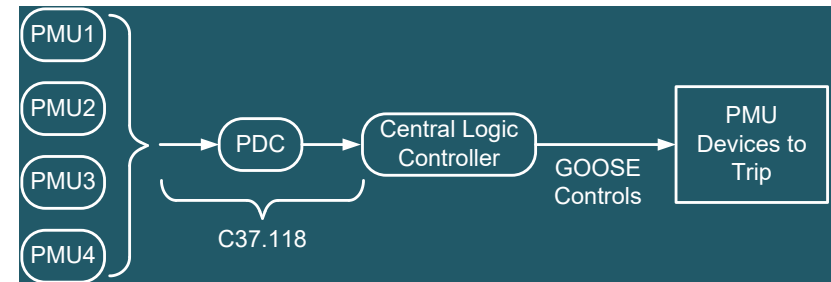 PMU1
PMU2
PMU3
PMU4
PDC
C37.118
Central Logic
Controller
GOOSE
Controls
PMU
Devices to
Trip